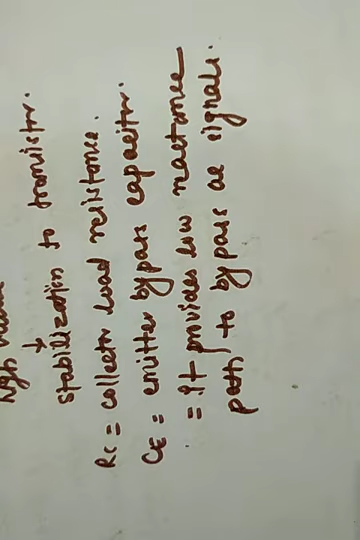 high
↓
stabilization to transistor.
Rc = collector load resistance.
CE = emitter bypass capacitor.
= It provides low reactance
path to bypass ac signals.